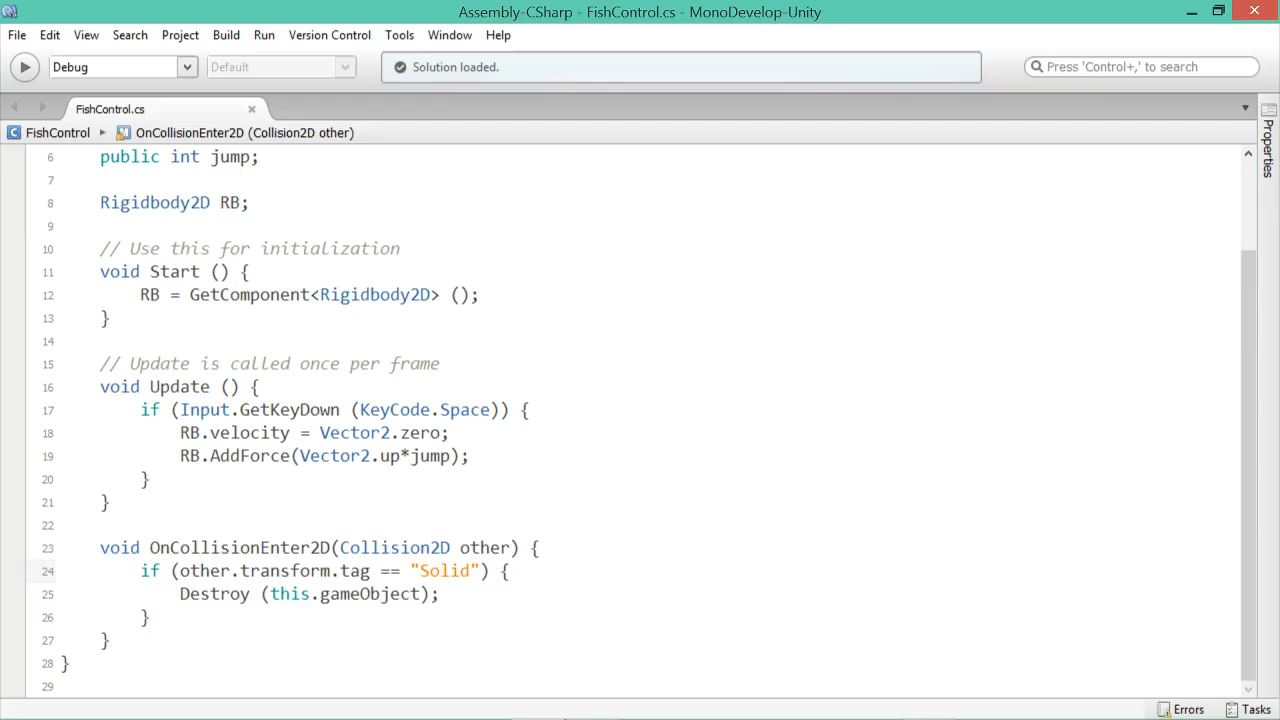 Assembly-CSharp - FishControl.cs - MonoDevelop-Unity
File Edit View Search Project Build Run Version Control Tools Window Help
Debug Default Solution loaded. Press 'Control+,' to search
FishControl.cs
FishControl OnCollisionEnter2D (Collision2D other)
Properties
6 public int jump;
7
8 Rigidbody2D RB;
9
10 // Use this for initialization
11 void Start () {
12 RB = GetComponent<Rigidbody2D> ();
13 }
14
15 // Update is called once per frame
16 void Update () {
17 if (Input.GetKeyDown (KeyCode.Space)) {
18 RB.velocity = Vector2.zero;
19 RB.AddForce(Vector2.up*jump);
20 }
21 }
22
23 void OnCollisionEnter2D(Collision2D other) {
24 if (other.transform.tag == "Solid") {
25 Destroy (this.gameObject);
26 }
27 }
28 }
29
Errors Tasks